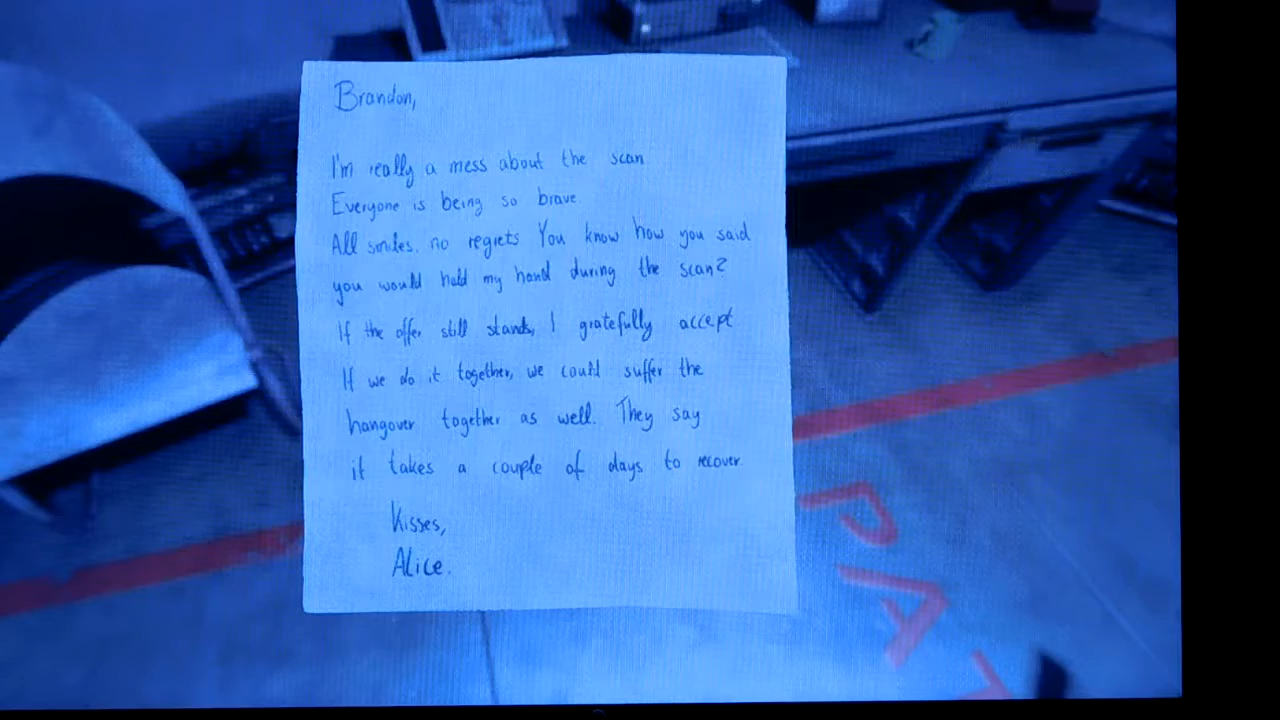 Brandon,
I'm really a mess about the scan
Everyone is being so brave.
All smiles. no regrets You know how you said
you would hold my hand during the scan?
If the offer still stands, I gratefully accept
If we do it together, we could suffer the
hangover together as well. They say
it takes a couple of days to recover.
Kisses,
Alice.
PAT